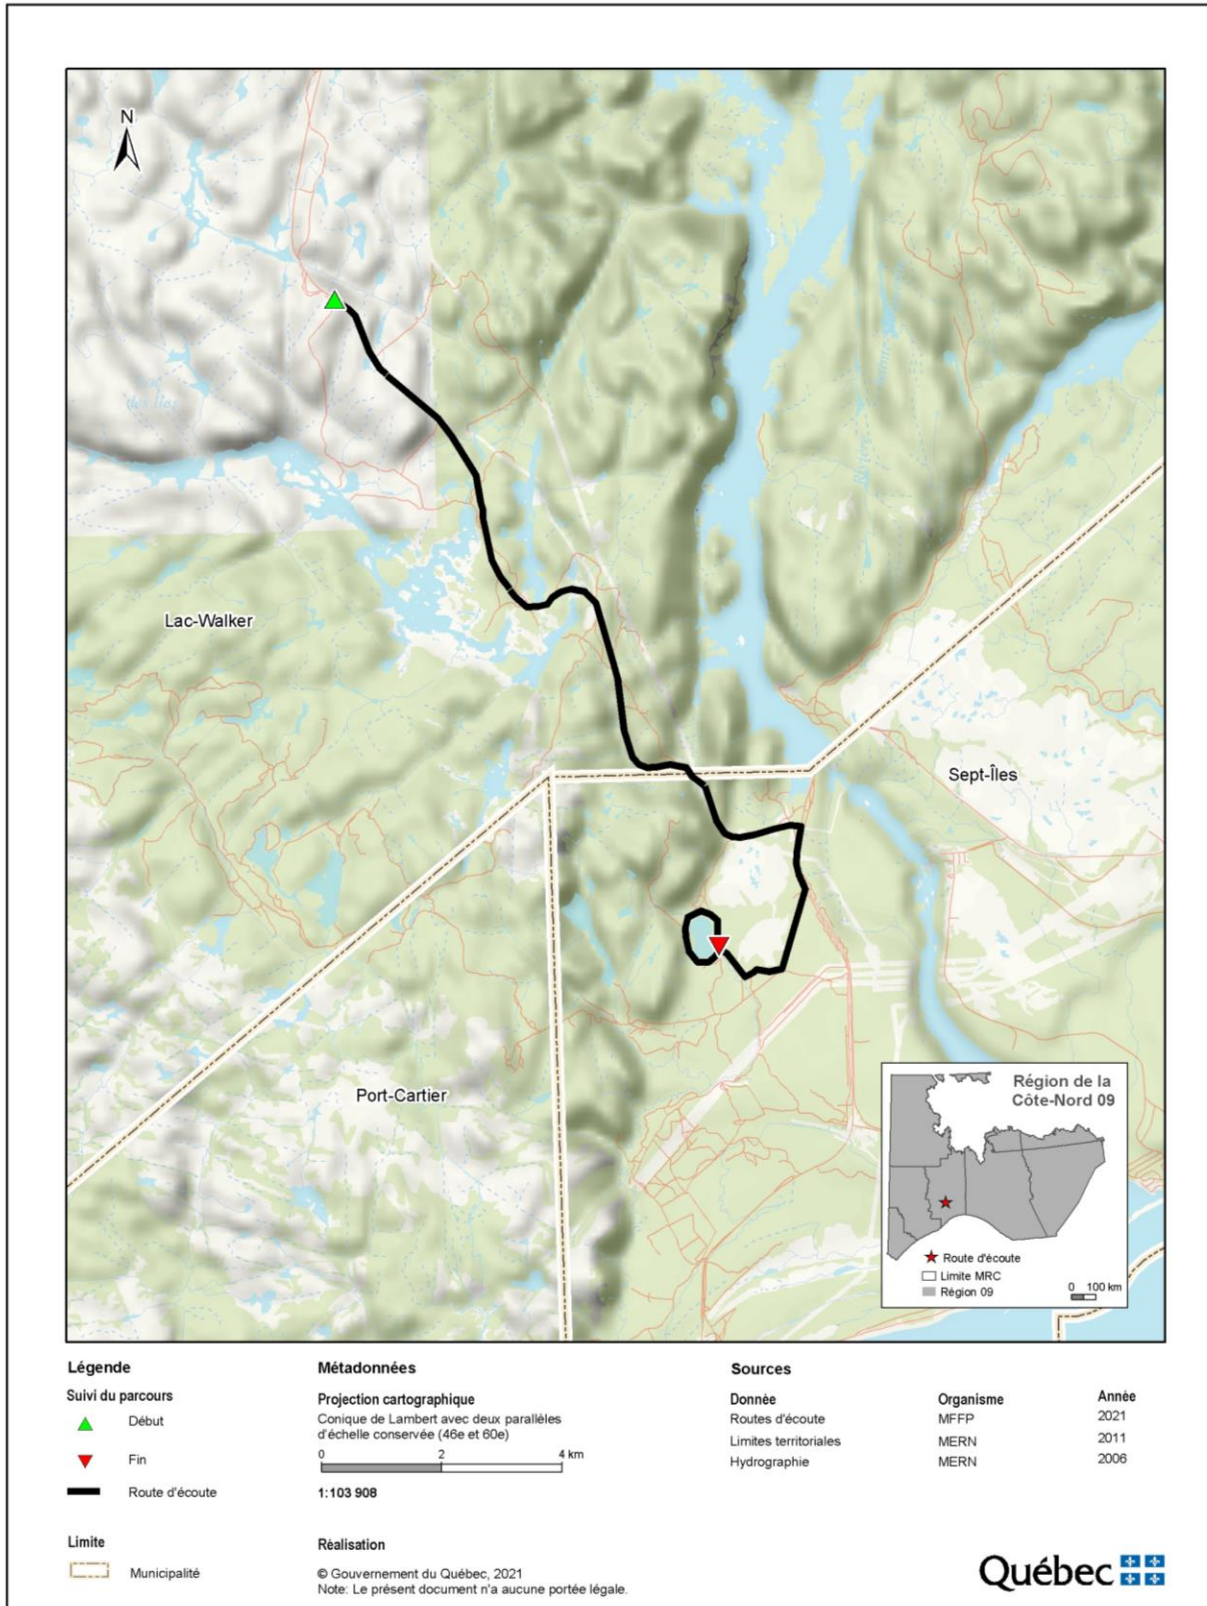 N
des Îles
Rivière
Lac-Walker
Sept-Îles
Port-Cartier
Région de la
Côte-Nord 09
Route d'écoute
Limite MRC
0 100 km
Région 09
Légende
Suivi du parcours
Début
Fin
Route d'écoute
Limite
Municipalité
Métadonnées
Projection cartographique
Conique de Lambert avec deux parallèles
d'échelle conservée (46e et 60e)
0 2 4 km
1:103 908
Réalisation
© Gouvernement du Québec, 2021
Note: Le présent document n'a aucune portée légale.
Sources
Donnée Organisme Année
Routes d'écoute MFFP 2021
Limites territoriales MERN 2011
Hydrographie MERN 2006
Québec